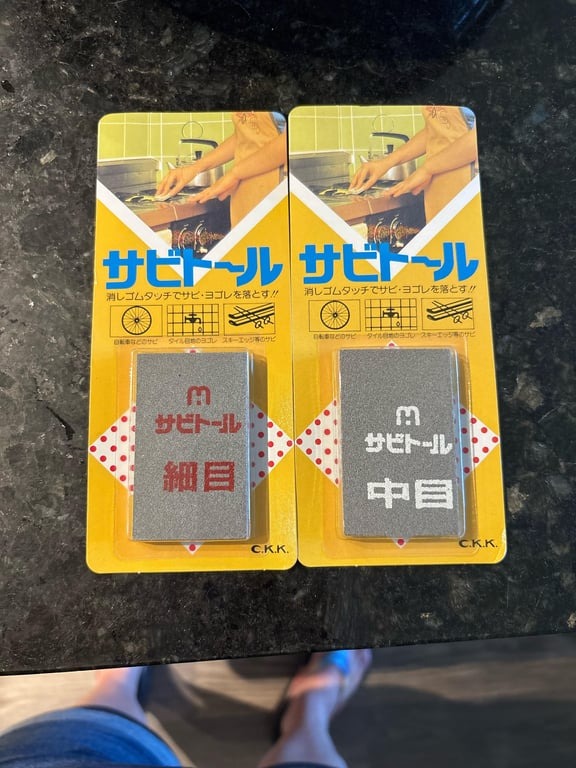 サビトール
消しゴムタッチでサビ・ヨゴレを落とす!!
自転車などのサビ
タイル目地のヨゴレ
スキーエッジ等のサビ
サビトール
細目
C.K.K.
サビトール
消しゴムタッチでサビ・ヨゴレを落とす!!
自転車などのサビ
タイル目地のヨゴレ
スキーエッジ等のサビ
サビトール
中目
C.K.K.